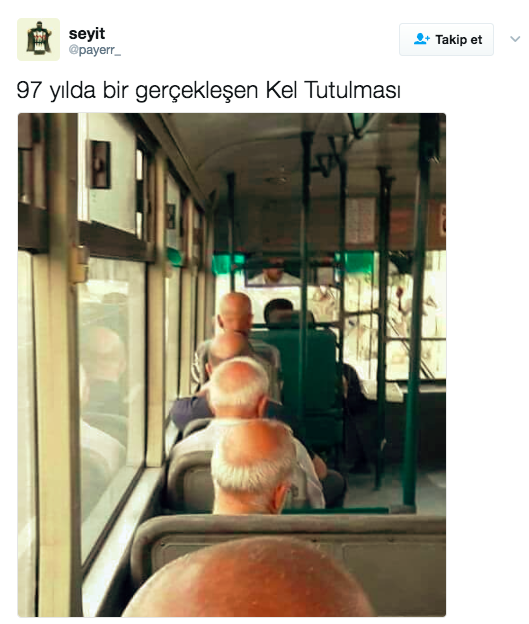 seyit
@payerr_
Takip et
97 yılda bir gerçekleşen Kel Tutulması